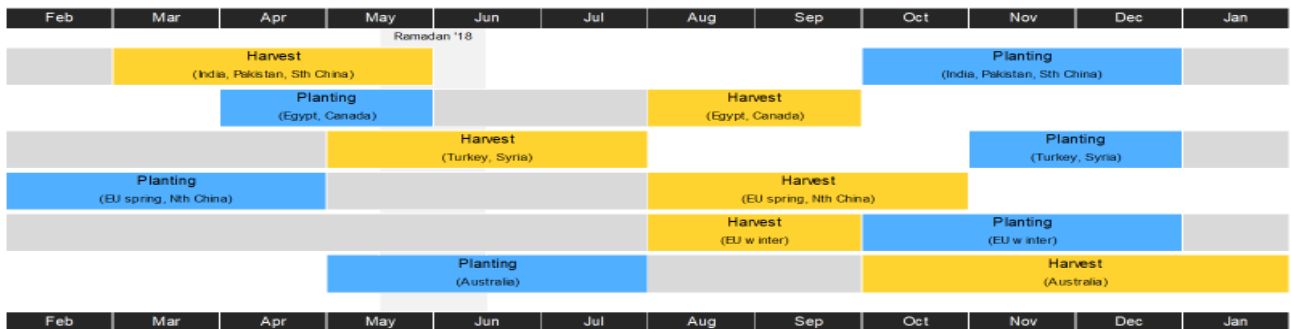 Feb Mar Apr May Jun Jul Aug Sep Oct Nov Dec Jan
Ramadan '18
Harvest Planting
(India, Pakistan, Sth China) (India, Pakistan, Sth China)
Planting Harvest
(Egypt, Canada) (Egypt, Canada)
Harvest Planting
(Turkey, Syria) (Turkey, Syria)
Planting Harvest
(EU spring, Nth China) (EU spring, Nth China)
Harvest Planting
(EU winter) (EU winter)
Planting Harvest
(Australia) (Australia)
Feb Mar Apr May Jun Jul Aug Sep Oct Nov Dec Jan